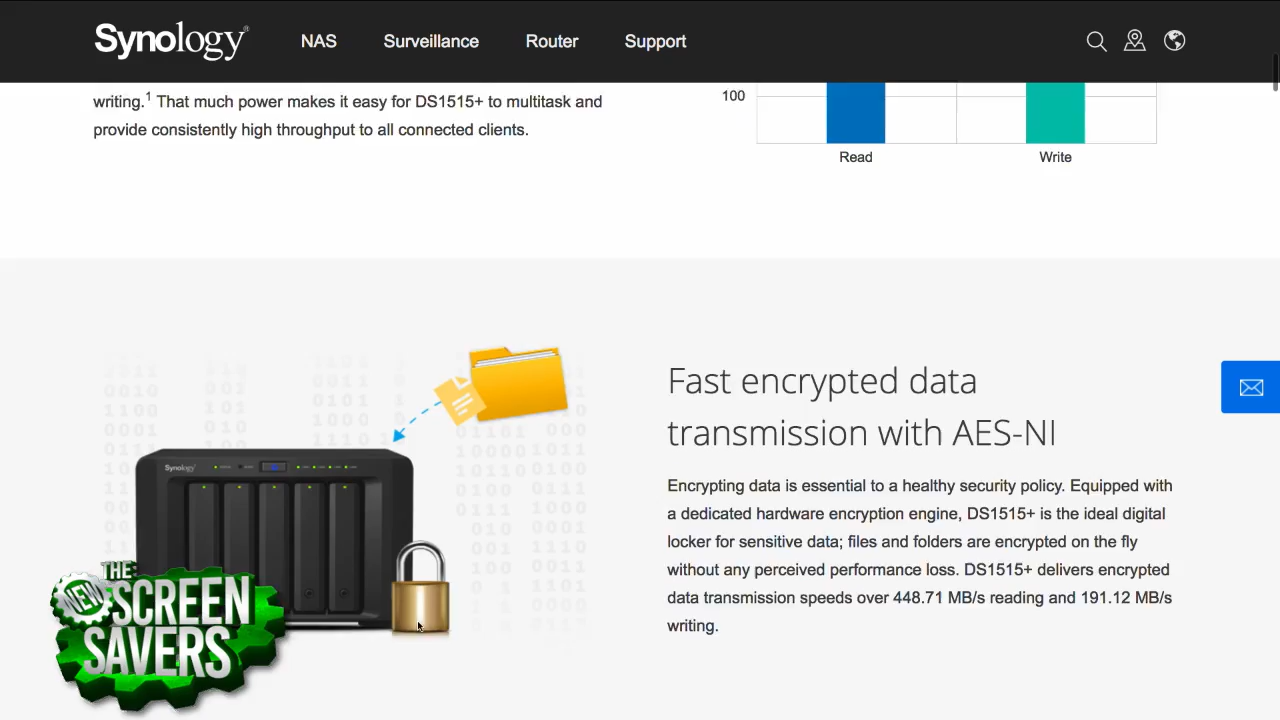 Synology®
NAS
Surveillance
Router
Support
writing.1 That much power makes it easy for DS1515+ to multitask and
provide consistently high throughput to all connected clients.
100
Read
Write
Fast encrypted data
transmission with AES-NI
Encrypting data is essential to a healthy security policy. Equipped with
a dedicated hardware encryption engine, DS1515+ is the ideal digital
locker for sensitive data; files and folders are encrypted on the fly
without any perceived performance loss. DS1515+ delivers encrypted
data transmission speeds over 448.71 MB/s reading and 191.12 MB/s
writing.
Synology
THE
NEW
SCREEN
SAVERS